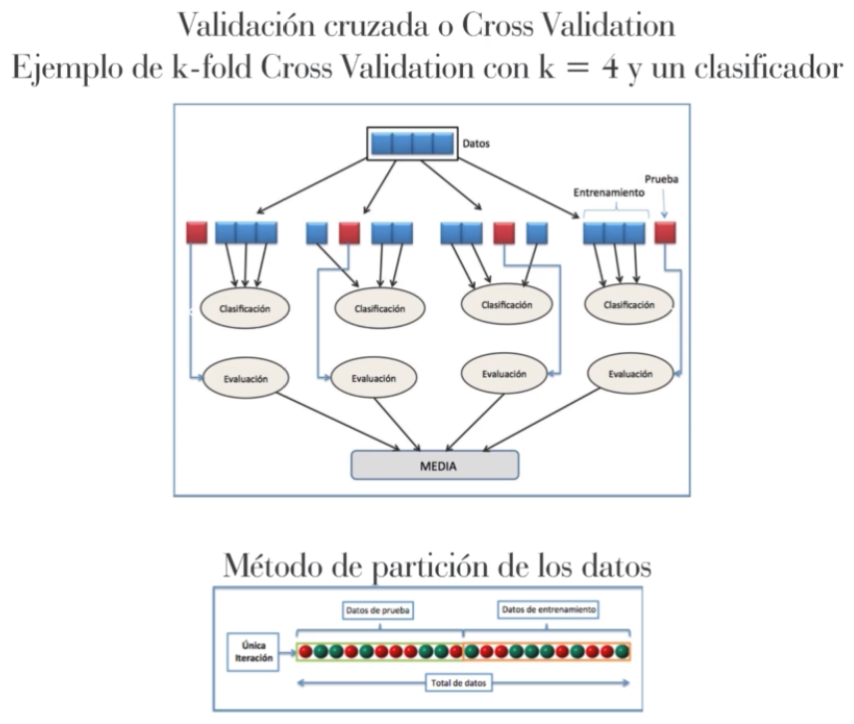 Validación cruzada o Cross Validation
Ejemplo de k-fold Cross Validation con k = 4 y un clasificador
Datos
Prueba
Entrenamiento
Clasificación
Clasificación
Clasificación
Clasificación
Evaluación
Evaluación
Evaluación
Evaluación
MEDIA
Método de partición de los datos
Datos de prueba
Datos de entrenamiento
Única
Iteración
Total de datos